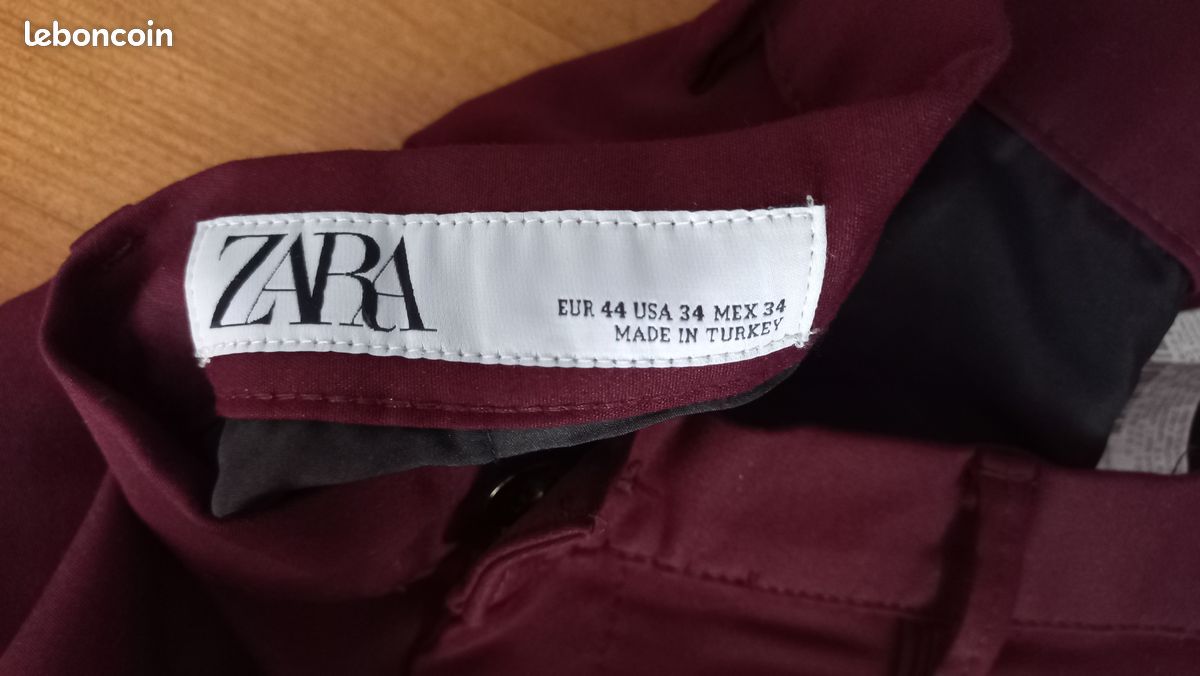 leboncoin
ZARA
EUR 44 USA 34 MEX 34
MADE IN TURKEY